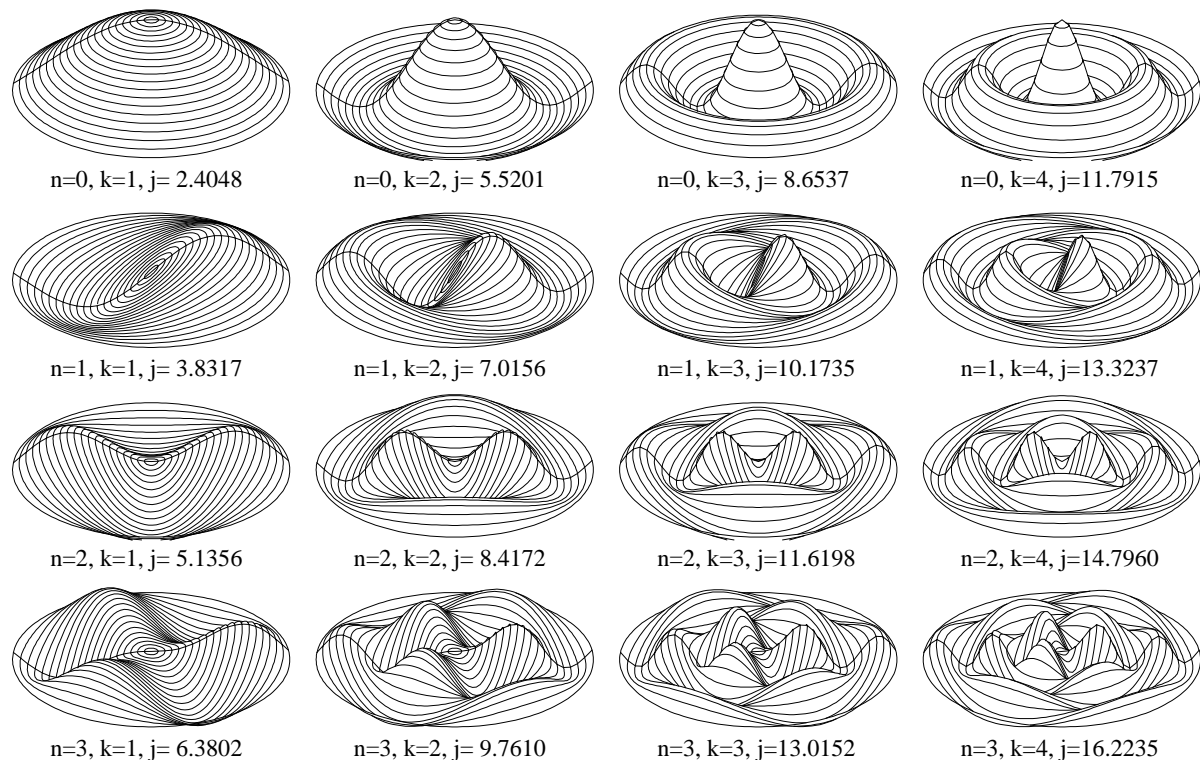 n=0, k=1, j= 2.4048
n=0, k=2, j= 5.5201
n=0, k=3, j= 8.6537
n=0, k=4, j=11.7915
n=1, k=1, j= 3.8317
n=1, k=2, j= 7.0156
n=1, k=3, j=10.1735
n=1, k=4, j=13.3237
n=2, k=1, j= 5.1356
n=2, k=2, j= 8.4172
n=2, k=3, j=11.6198
n=2, k=4, j=14.7960
n=3, k=1, j= 6.3802
n=3, k=2, j= 9.7610
n=3, k=3, j=13.0152
n=3, k=4, j=16.2235